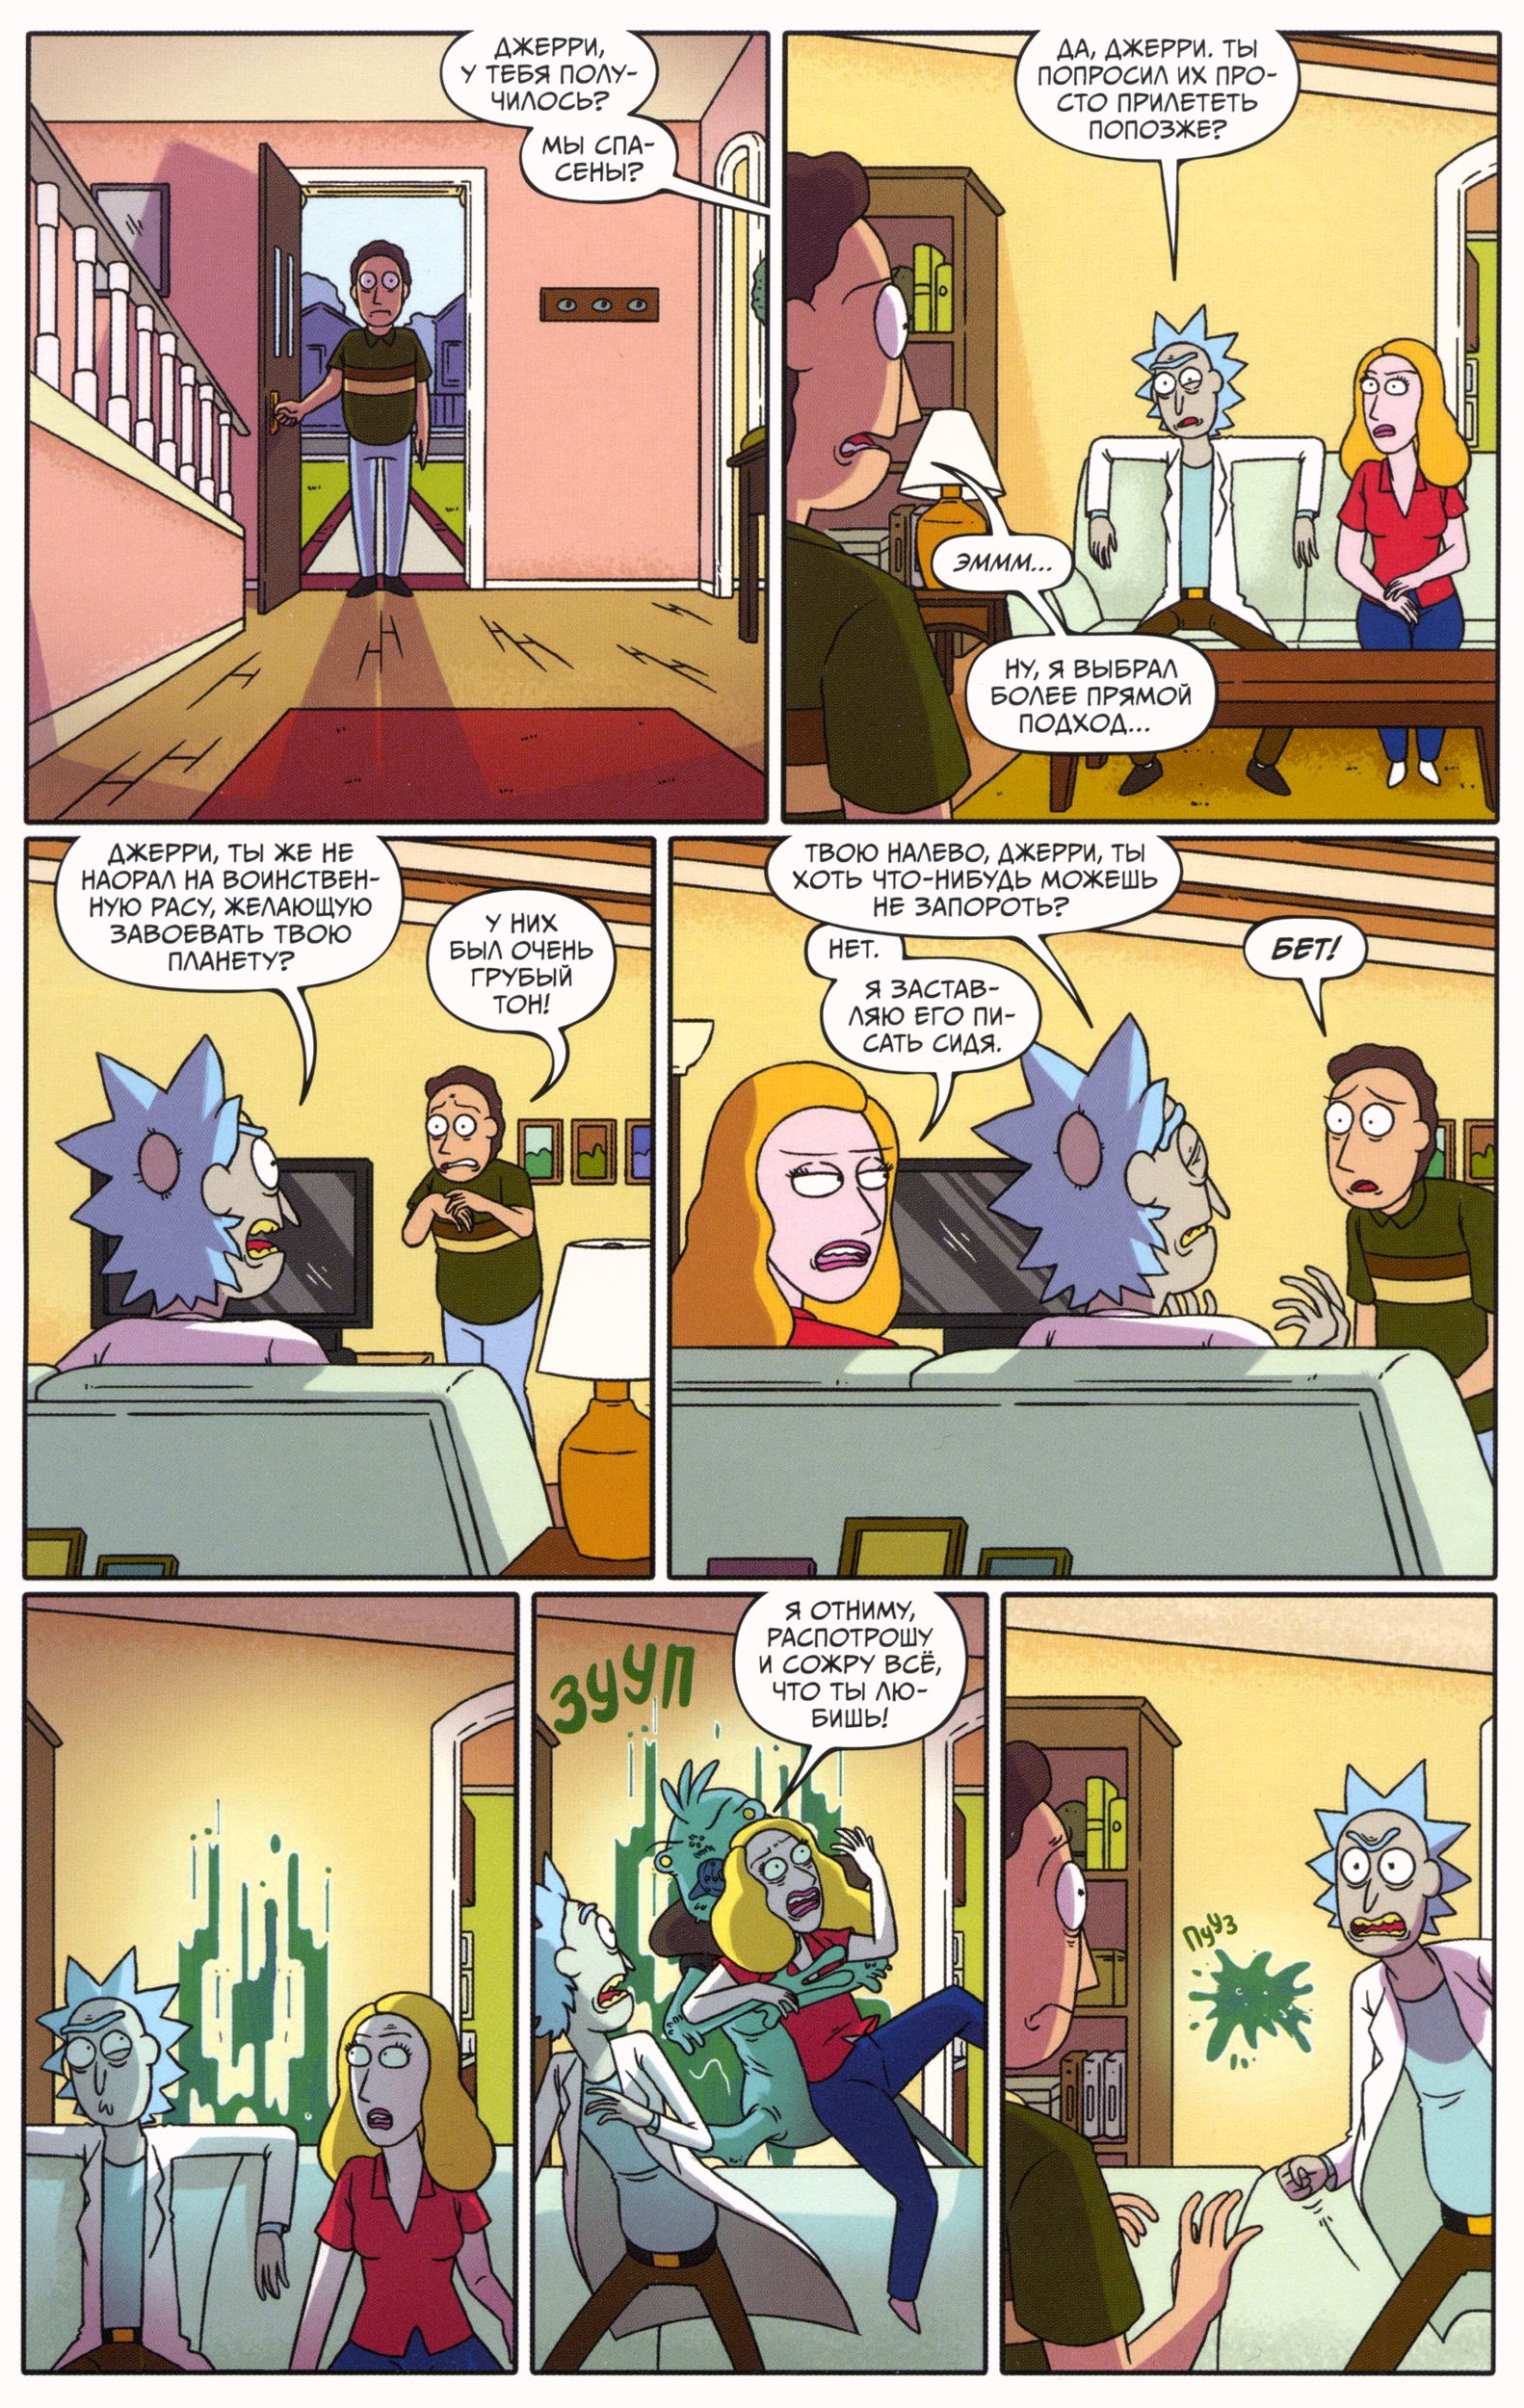 ДЖЕРРИ,
У ТЕБЯ ПОЛУ-
ЧИЛОСЬ?
МЫ СПА-
СЕНЫ?
ДА, ДЖЕРРИ. ТЫ
ПОПРОСИЛ ИХ ПРО-
СТО ПРИЛЕТЕТЬ
ПОПОЗЖЕ?
ЭМММ...
НУ, Я ВЫБРАЛ
БОЛЕЕ ПРЯМОЙ
ПОДХОД...
ДЖЕРРИ, ТЫ ЖЕ НЕ
НАОРАЛ НА ВОИНСТВЕН-
НУЮ РАСУ, ЖЕЛАЮЩУЮ
ЗАВОЕВАТЬ ТВОЮ
ПЛАНЕТУ?
У НИХ
БЫЛ ОЧЕНЬ
ГРУБЫЙ
ТОН!
ТВОЮ НАЛЕВО, ДЖЕРРИ, ТЫ
ХОТЬ ЧТО-НИБУДЬ МОЖЕШЬ
НЕ ЗАПОРОТЬ?
НЕТ.
Я ЗАСТАВ-
ЛЯЮ ЕГО ПИ-
САТЬ СИДЯ.
БЕТ!
ЗУУП
Я ОТНИМУ,
РАСПОТРОШУ
И СОЖРУ ВСЁ,
ЧТО ТЫ ЛЮ-
БИШЬ!
ПУУЗ